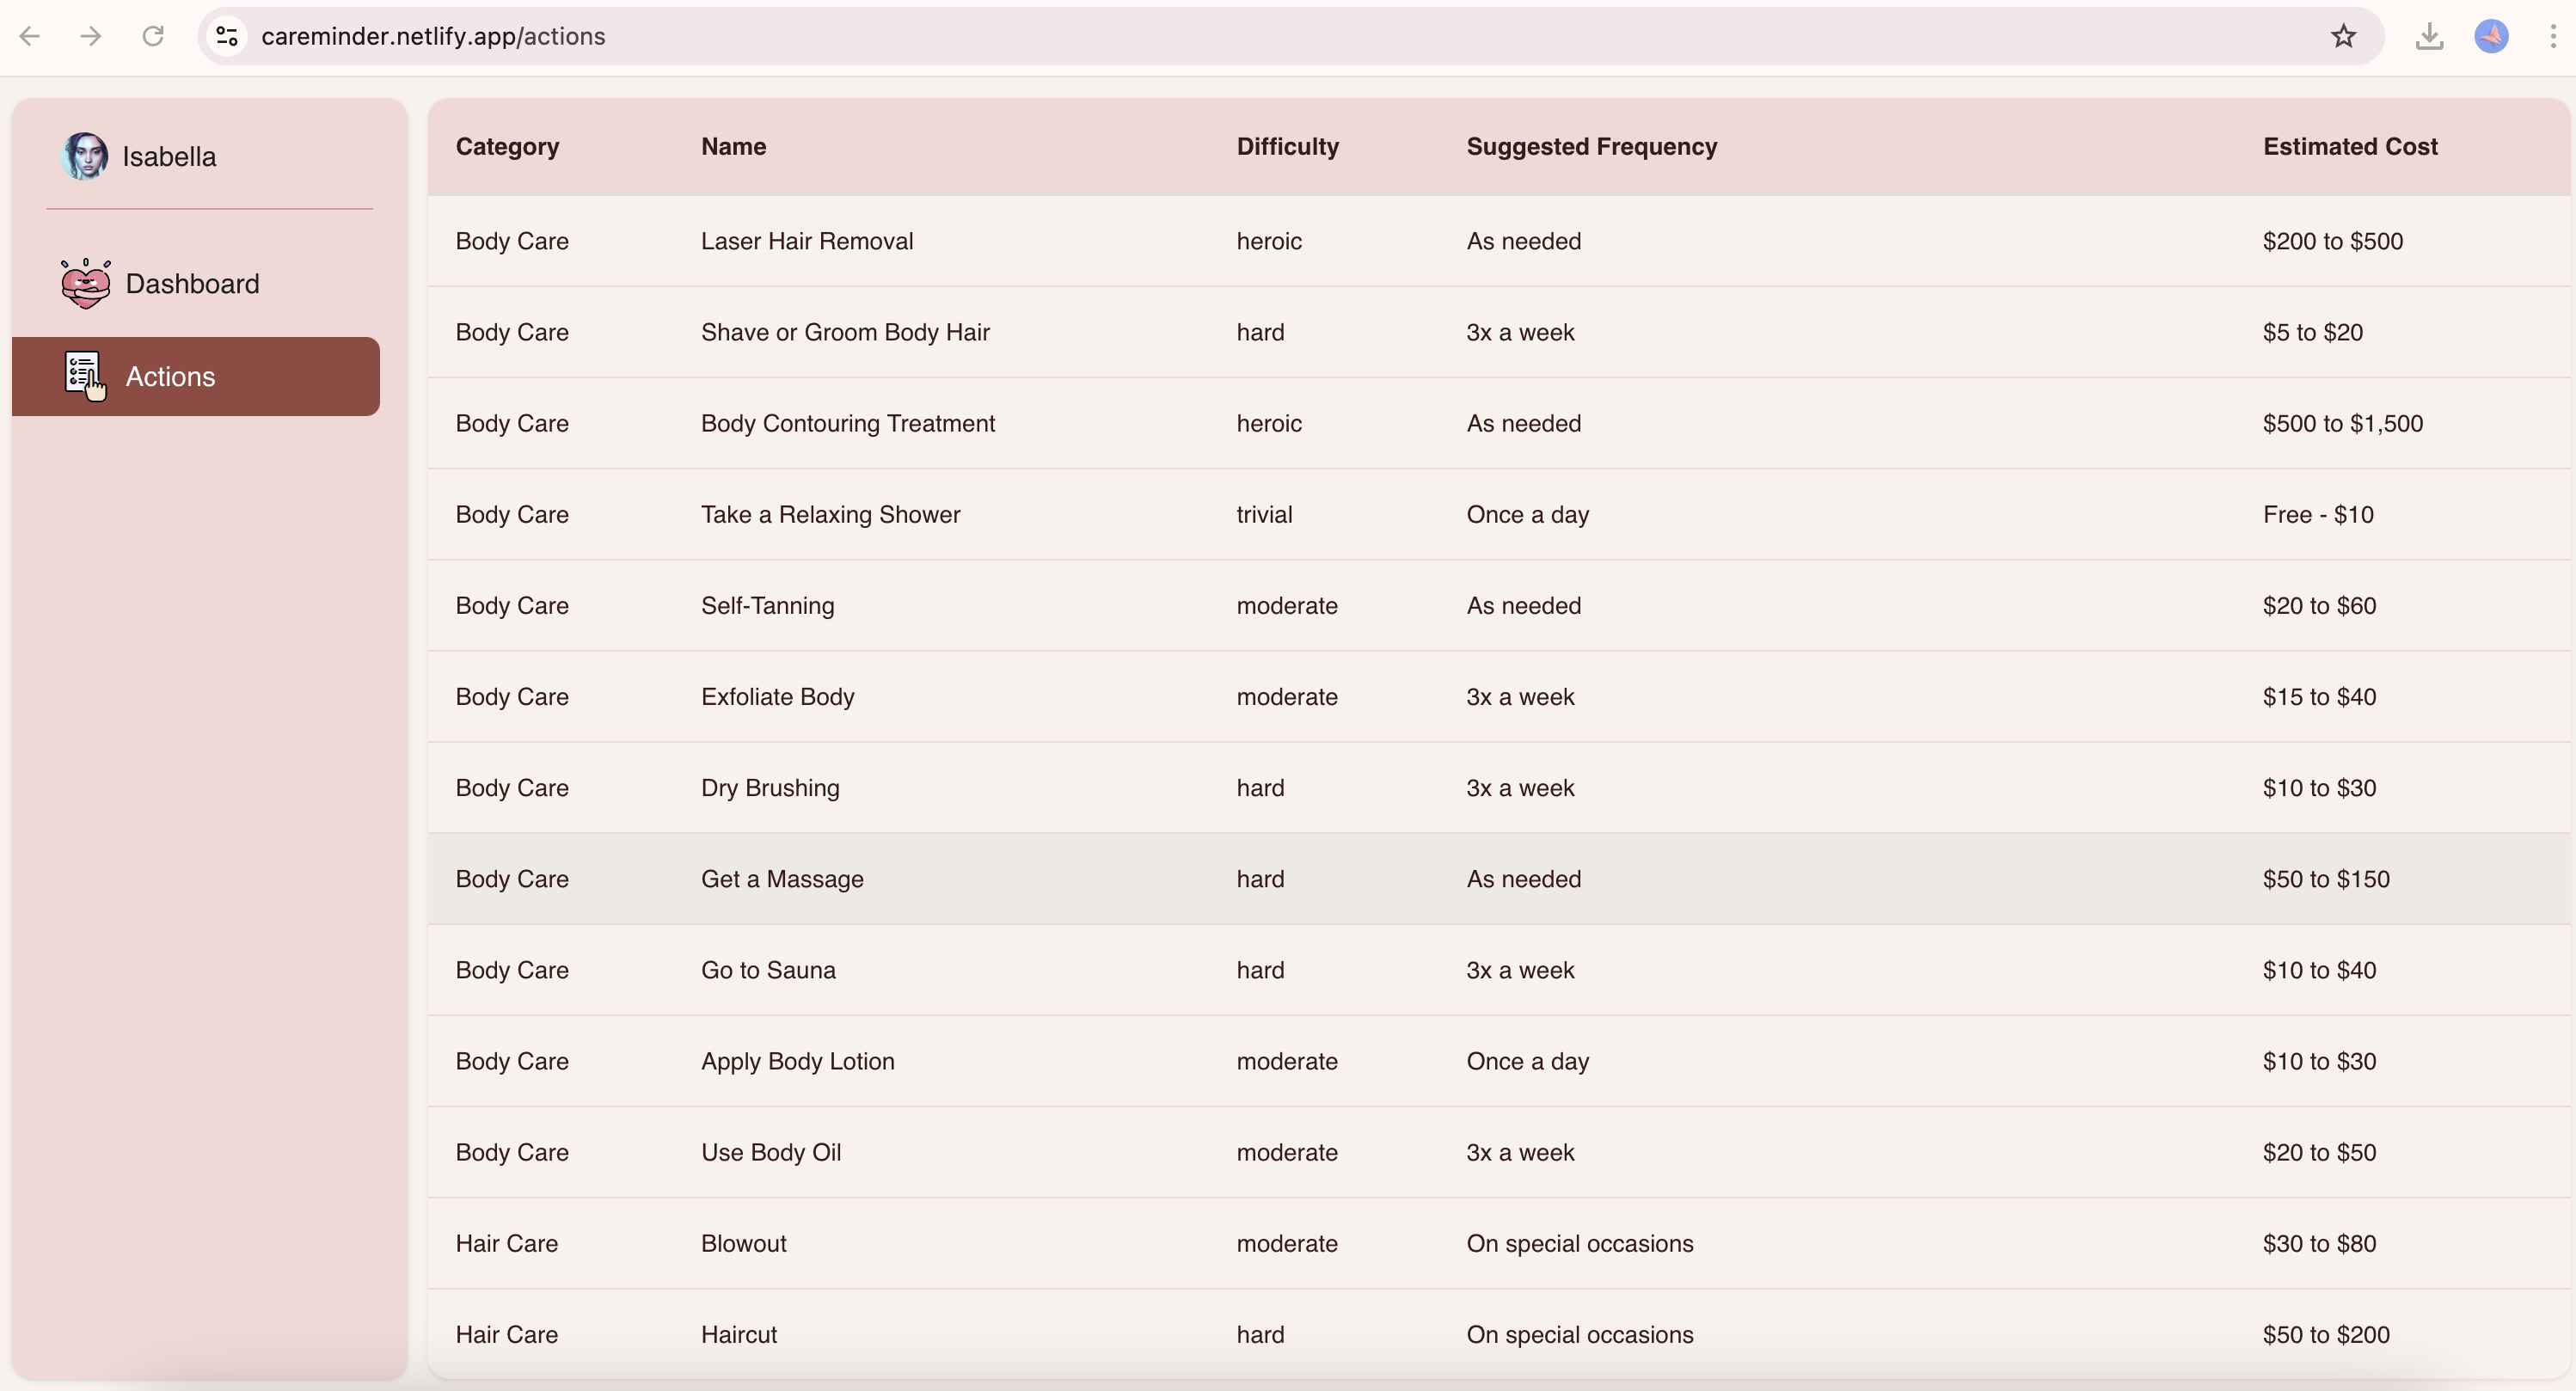 careminder.netlify.app/actions
Isabella
Dashboard
Actions
Category Name Difficulty Suggested Frequency Estimated Cost
Body Care Laser Hair Removal heroic As needed $200 to $500
Body Care Shave or Groom Body Hair hard 3x a week $5 to $20
Body Care Body Contouring Treatment heroic As needed $500 to $1,500
Body Care Take a Relaxing Shower trivial Once a day Free - $10
Body Care Self-Tanning moderate As needed $20 to $60
Body Care Exfoliate Body moderate 3x a week $15 to $40
Body Care Dry Brushing hard 3x a week $10 to $30
Body Care Get a Massage hard As needed $50 to $150
Body Care Go to Sauna hard 3x a week $10 to $40
Body Care Apply Body Lotion moderate Once a day $10 to $30
Body Care Use Body Oil moderate 3x a week $20 to $50
Hair Care Blowout moderate On special occasions $30 to $80
Hair Care Haircut hard On special occasions $50 to $200